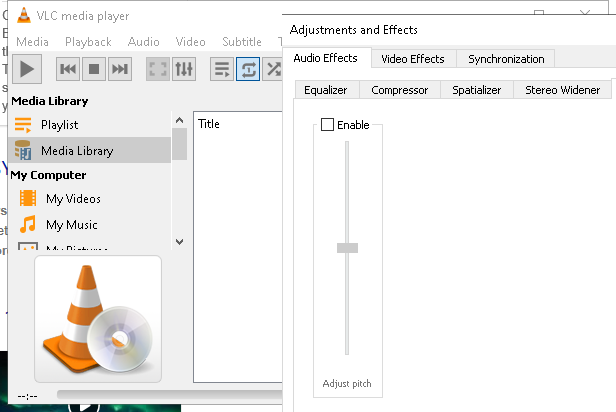 VLC media player
Media Playback Audio Video Subtitle T
Media Library
Playlist
Media Library
My Computer
My Videos
My Music
My Pictures
--:--
Title
Adjustments and Effects
Audio Effects Video Effects Synchronization
Equalizer Compressor Spatializer Stereo Widener
Enable
Adjust pitch